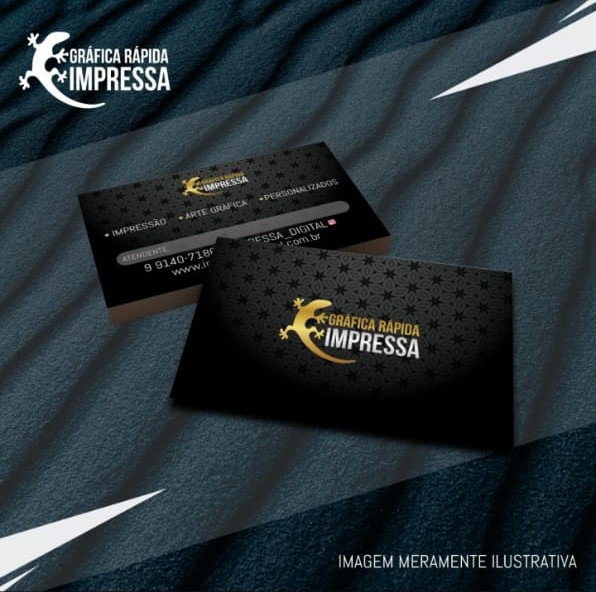 GRÁFICA RÁPIDA
IMPRESSA
GRÁFICA RÁPIDA
IMPRESSA
• IMPRESSÃO • ARTE GRÁFICA • PERSONALIZADOS
ATENDENTE
GRÁFICA RÁPIDA
IMPRESSA
IMAGEM MERAMENTE ILUSTRATIVA